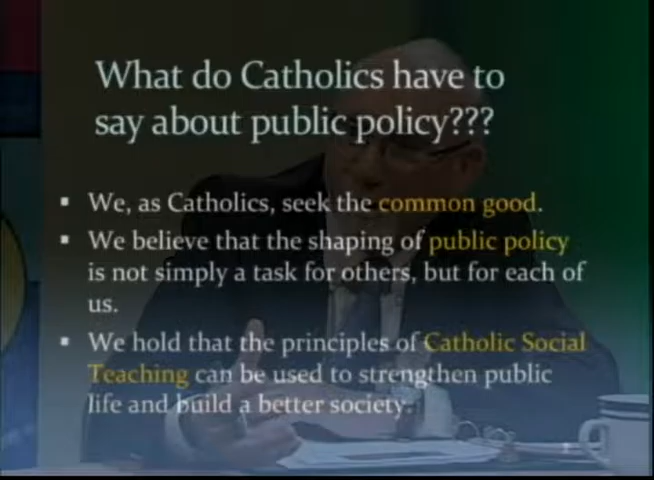 What do Catholics have to
say about public policy???
▪ We, as Catholics, seek the common good.
▪ We believe that the shaping of public policy
is not simply a task for others, but for each of
us.
▪ We hold that the principles of Catholic Social
Teaching can be used to strengthen public
life and build a better society.